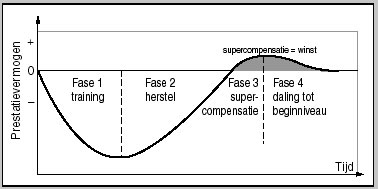 Prestatievermogen
+
0
–
supercompensatie = winst
Fase 1
training
Fase 2
herstel
Fase 3
super-
compensatie
Fase 4
daling tot
beginniveau
Tijd